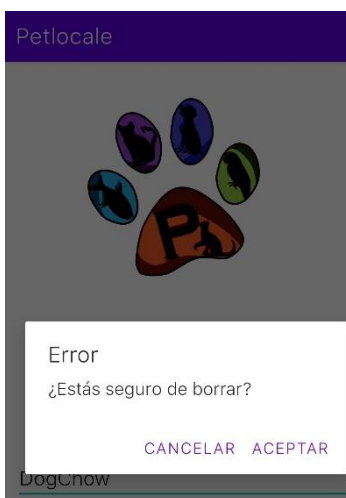 Petlocale
P
Error
¿Estás seguro de borrar?
CANCELAR ACEPTAR
DogChow